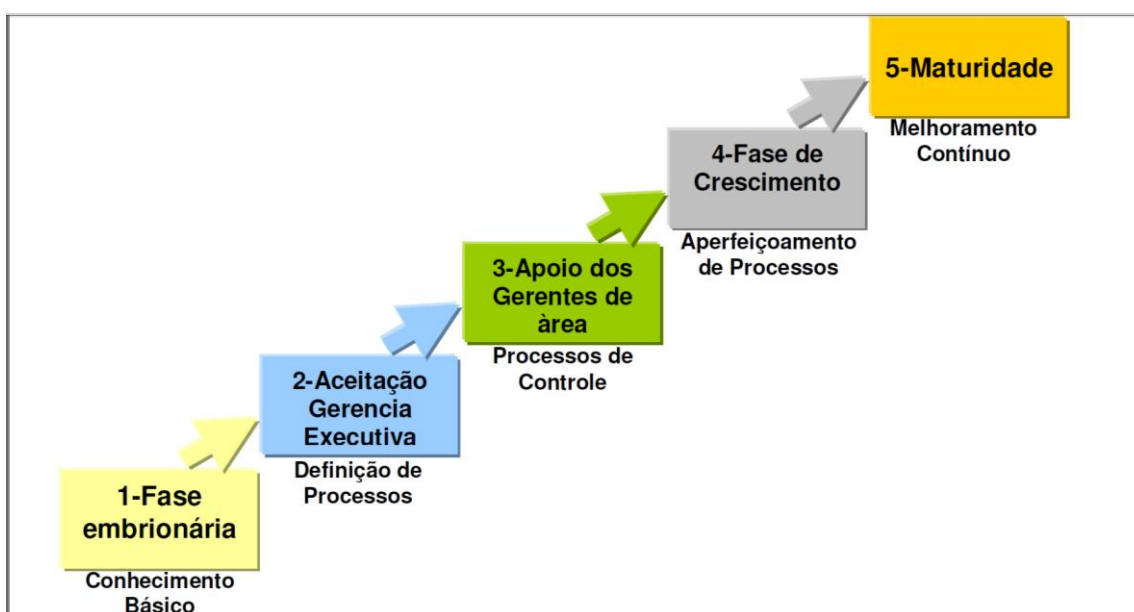 1-Fase
embrionária
Conhecimento
Básico
2-Aceitação
Gerencia
Executiva
Definição de
Processos
3-Apoio dos
Gerentes de
àrea
Processos de
Controle
4-Fase de
Crescimento
Aperfeiçoamento
de Processos
5-Maturidade
Melhoramento
Contínuo